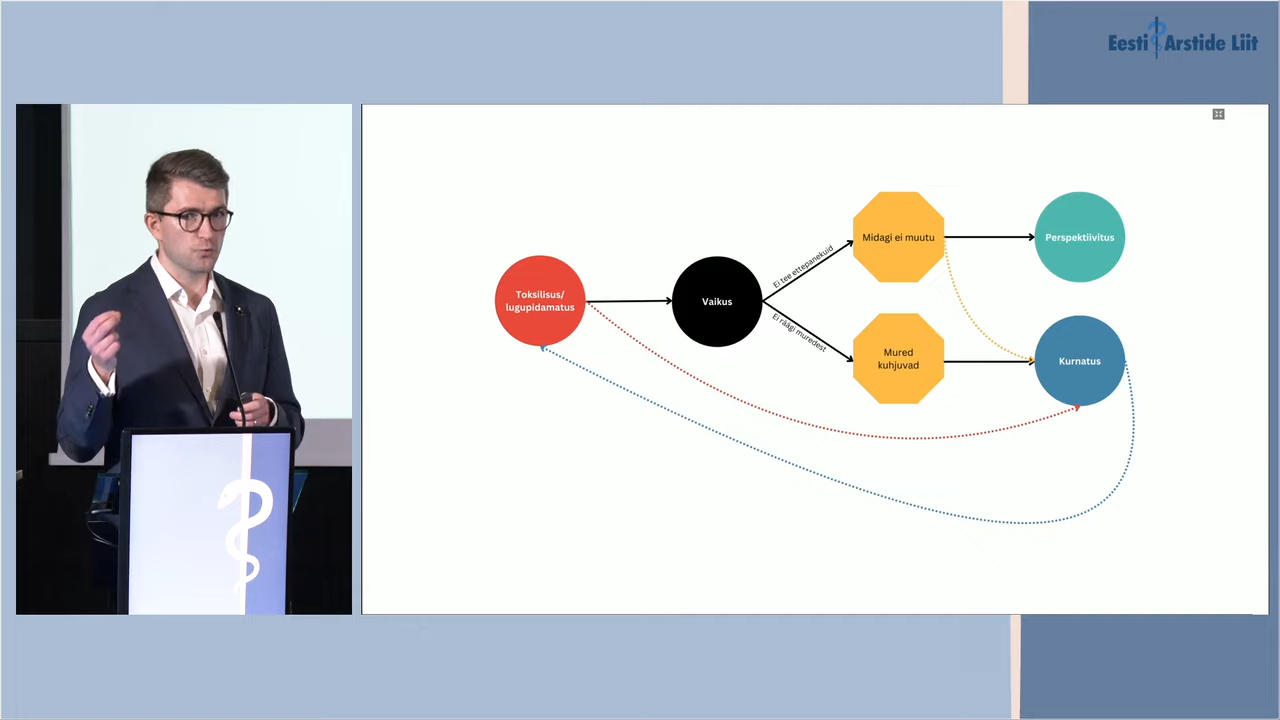 Eesti Arstide Liit
Toksilisus/
lugupidamatus
Vaikus
Ei tee ettepanekuid
Ei räägi muredest
Midagi ei muutu
Mured
kuhjuvad
Perspektiivitus
Kurnatus